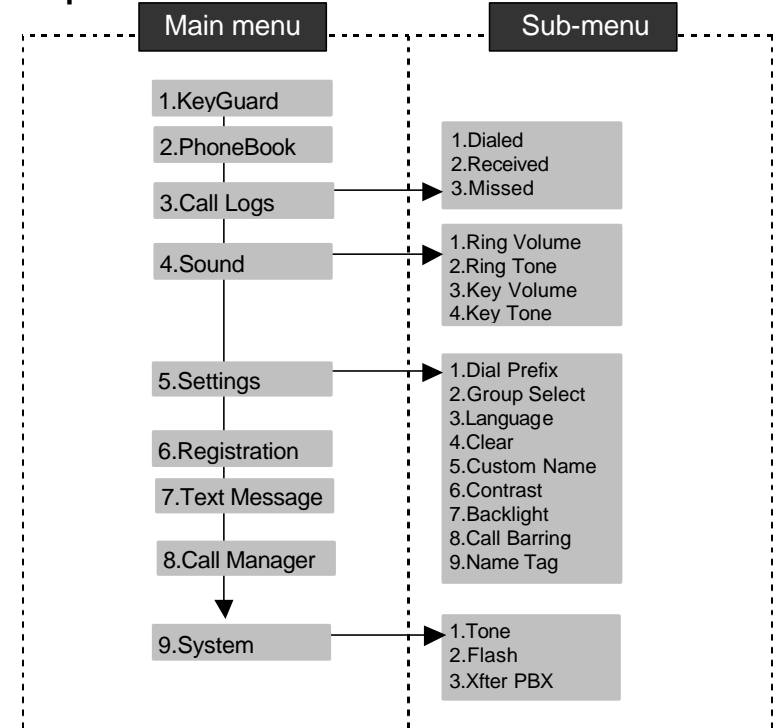 Main menu
Sub-menu
1.KeyGuard
2.PhoneBook
3.Call Logs
4.Sound
5.Settings
6.Registration
7.Text Message
8.Call Manager
9.System
1.Dialed
2.Received
3.Missed
1.Ring Volume
2.Ring Tone
3.Key Volume
4.Key Tone
1.Dial Prefix
2.Group Select
3.Language
4.Clear
5.Custom Name
6.Contrast
7.Backlight
8.Call Barring
9.Name Tag
1.Tone
2.Flash
3.Xfter PBX